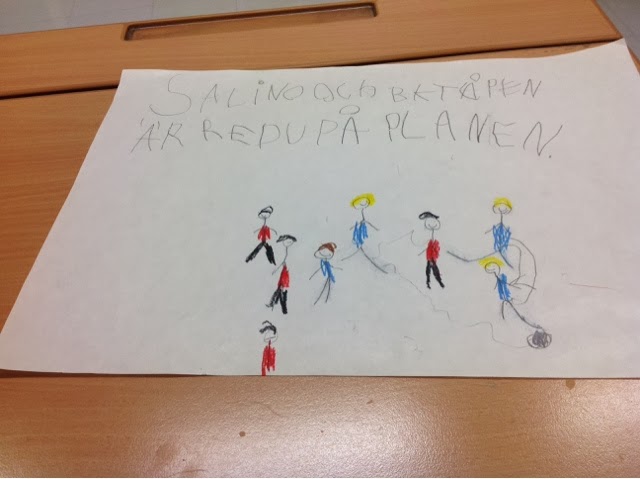 SALINO OCH BKTÅPEN
ÄR REDU PÅ PLANEN.